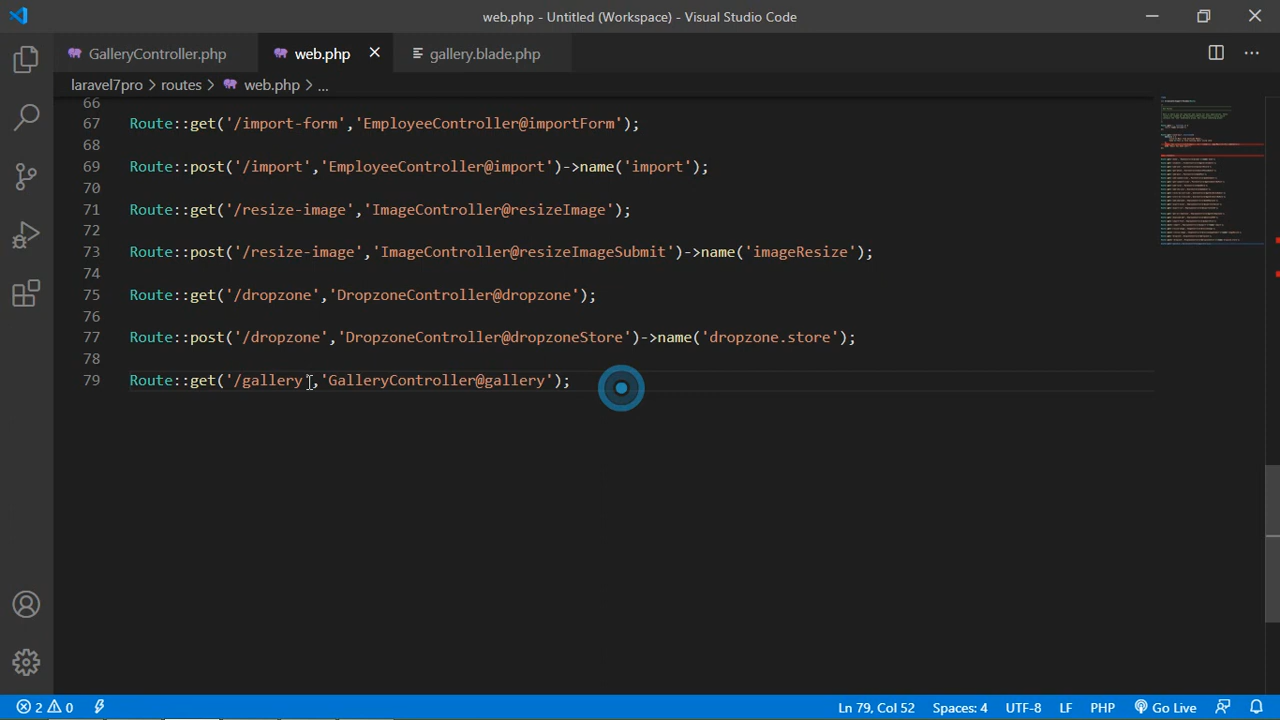 web.php - Untitled (Workspace) - Visual Studio Code
GalleryController.php web.php gallery.blade.php
laravel7pro > routes > web.php > ...
66
67 Route::get('/import-form','EmployeeController@importForm');
68
69 Route::post('/import','EmployeeController@import')->name('import');
70
71 Route::get('/resize-image','ImageController@resizeImage');
72
73 Route::post('/resize-image','ImageController@resizeImageSubmit')->name('imageResize');
74
75 Route::get('/dropzone','DropzoneController@dropzone');
76
77 Route::post('/dropzone','DropzoneController@dropzoneStore')->name('dropzone.store');
78
79 Route::get('/gallery','GalleryController@gallery');
2 0 Ln 79, Col 52 Spaces: 4 UTF-8 LF PHP Go Live